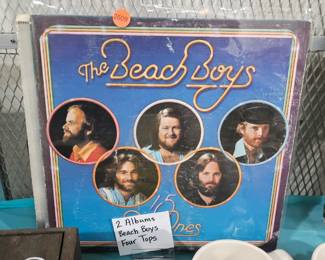 The Beach Boys
15
Ones
2 Albums
Beach Boys
Four Tops